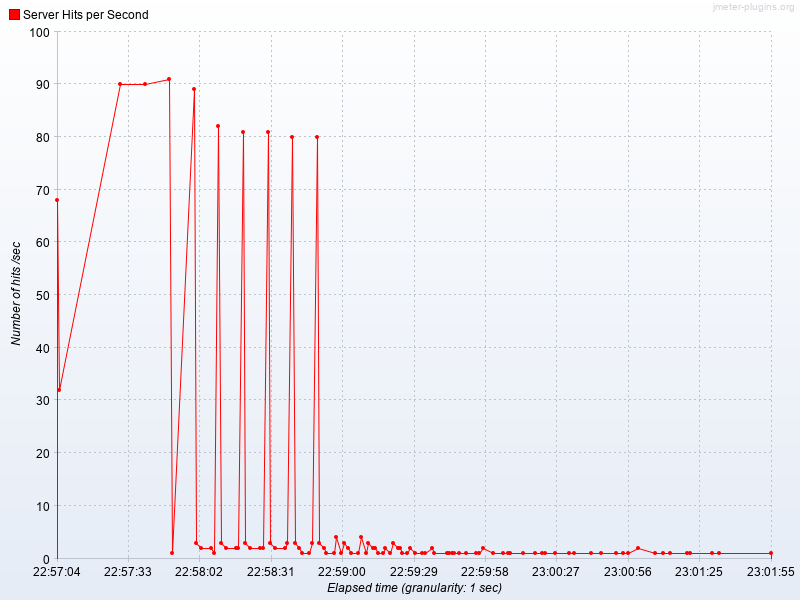 jmeter-plugins.org
Server Hits per Second
100
90
80
70
60
50
40
30
20
10
0
Number of hits /sec
22:57:04 22:57:33 22:58:02 22:58:31 22:59:00 22:59:29 22:59:58 23:00:27 23:00:56 23:01:25 23:01:55
Elapsed time (granularity: 1 sec)